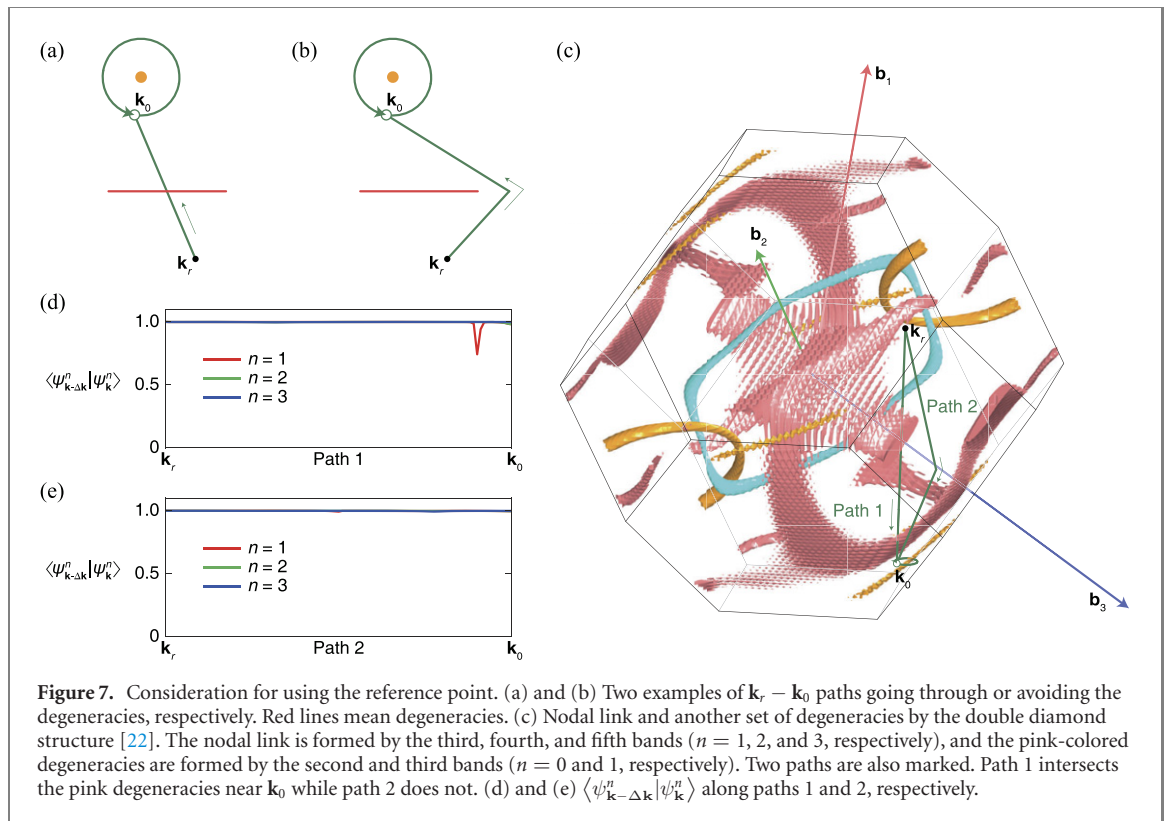 (a)
(b)
(c)
k₀
k₀
kᵣ
kᵣ
b₁
b₂
kᵣ
Path 2
Path 1
k₀
b₃
(d)
1.0
0.5
0
⟨ψⁿ_{k-Δk}|ψⁿ_k⟩
n = 1
n = 2
n = 3
kᵣ
Path 1
k₀
(e)
1.0
0.5
0
⟨ψⁿ_{k-Δk}|ψⁿ_k⟩
n = 1
n = 2
n = 3
kᵣ
Path 2
k₀
Figure 7. Consideration for using the reference point. (a) and (b) Two examples of kᵣ − k₀ paths going through or avoiding the
degeneracies, respectively. Red lines mean degeneracies. (c) Nodal link and another set of degeneracies by the double diamond
structure [22]. The nodal link is formed by the third, fourth, and fifth bands (n = 1, 2, and 3, respectively), and the pink-colored
degeneracies are formed by the second and third bands (n = 0 and 1, respectively). Two paths are also marked. Path 1 intersects
the pink degeneracies near k₀ while path 2 does not. (d) and (e) ⟨ψⁿ_{k−Δk}|ψⁿ_k⟩ along paths 1 and 2, respectively.